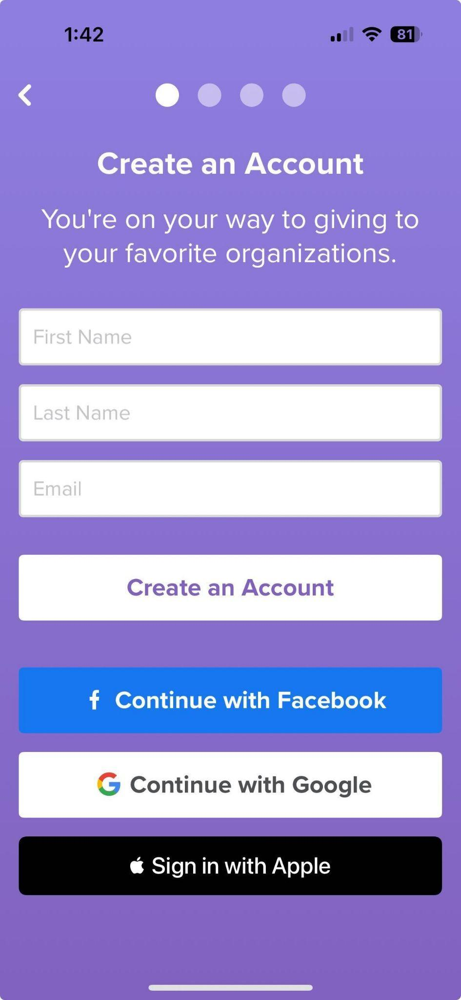 1:42
81
Create an Account
You're on your way to giving to
your favorite organizations.
First Name
Last Name
Email
Create an Account
Continue with Facebook
Continue with Google
Sign in with Apple